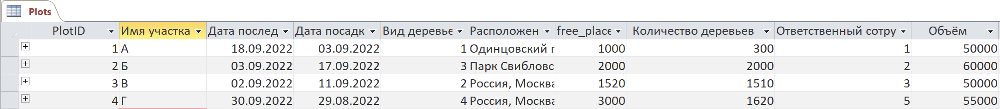 Plots
PlotID Имя участка Дата послед Дата посадк Вид деревье Расположен free_place Количество деревьев Ответственный сотру Объём
1 А 18.09.2022 03.09.2022 1 Одинцовский г 1000 300 1 50000
2 Б 03.09.2022 17.09.2022 3 Парк Свибловс 2000 2000 2 60000
3 В 02.09.2022 11.09.2022 2 Россия, Москва 1520 1510 3 50000
4 Г 30.09.2022 29.08.2022 4 Россия, Москва 3000 1620 5 55000